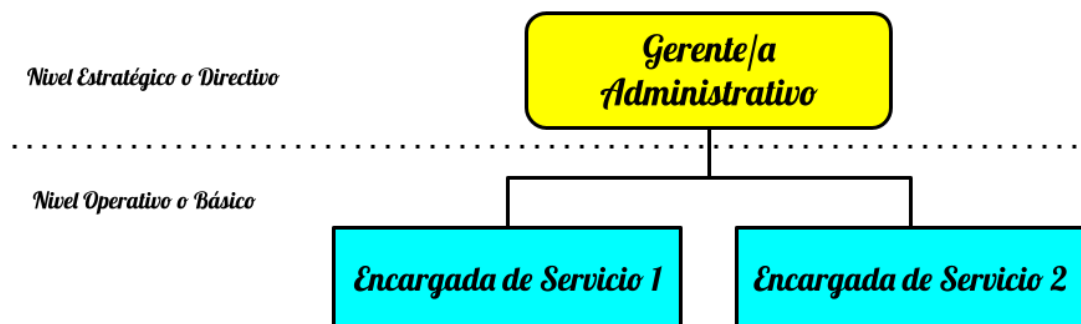 Gerente/a
Administrativo
Nivel Estratégico o Directivo
Nivel Operativo o Básico
Encargada de Servicio 1
Encargada de Servicio 2